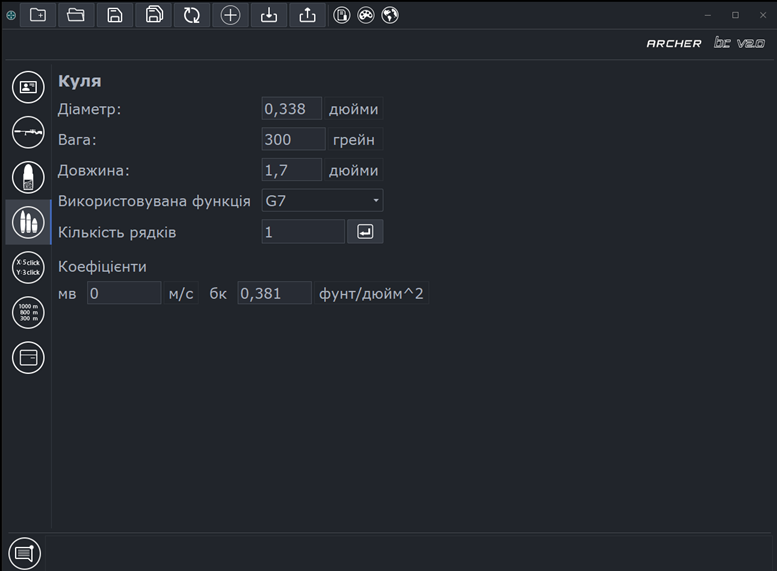 ARCHER bc v2.0
Куля
Діаметр: 0,338 дюйми
Вага: 300 грейн
Довжина: 1,7 дюйми
Використовувана функція G7
Кількість рядків 1
X:5 click
Y:3 click
Коефіцієнти
мв 0 м/с бк 0,381 фунт/дюйм^2
1000 m
800 m
300 m